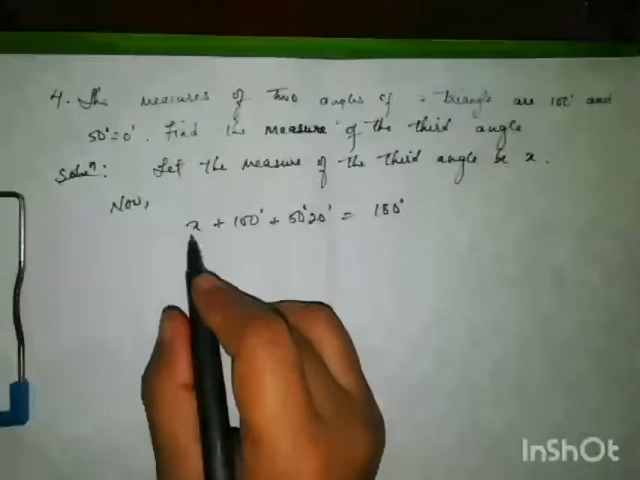 4. The measures of Two angles of a Triangle are 100° and
50°20'. Find the measure of the third angle
Solⁿ: Let the measure of the third angle be x.
Now,
x + 100° + 50°20' = 180°
InShOt